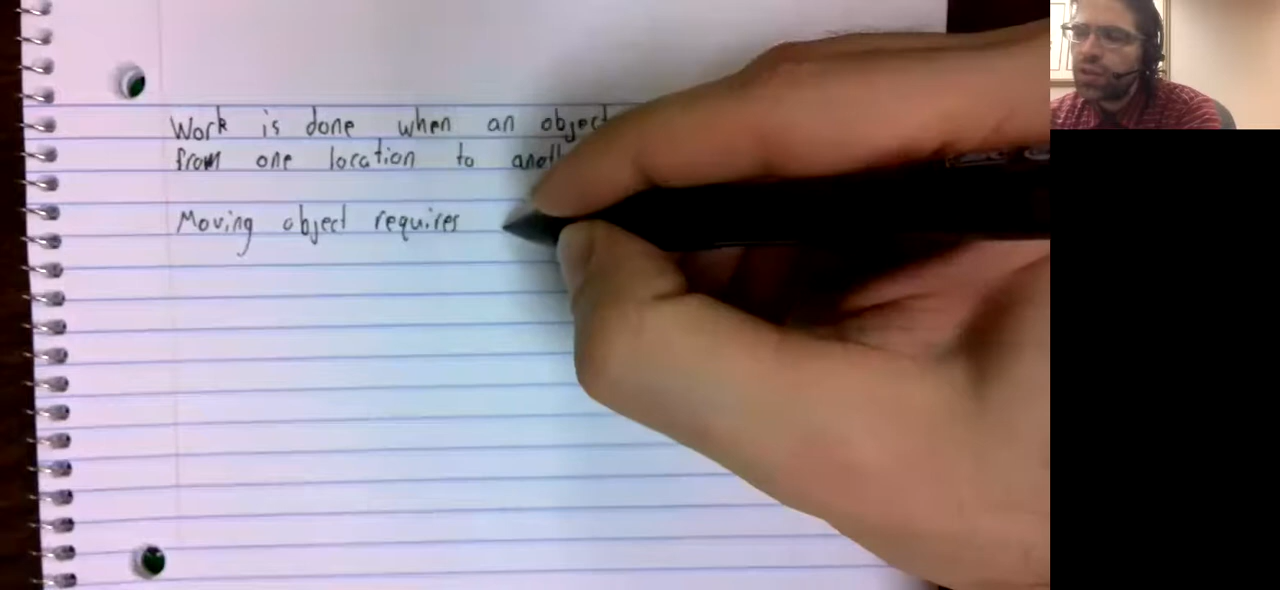 Work is done when an object
from one location to
Moving object requires